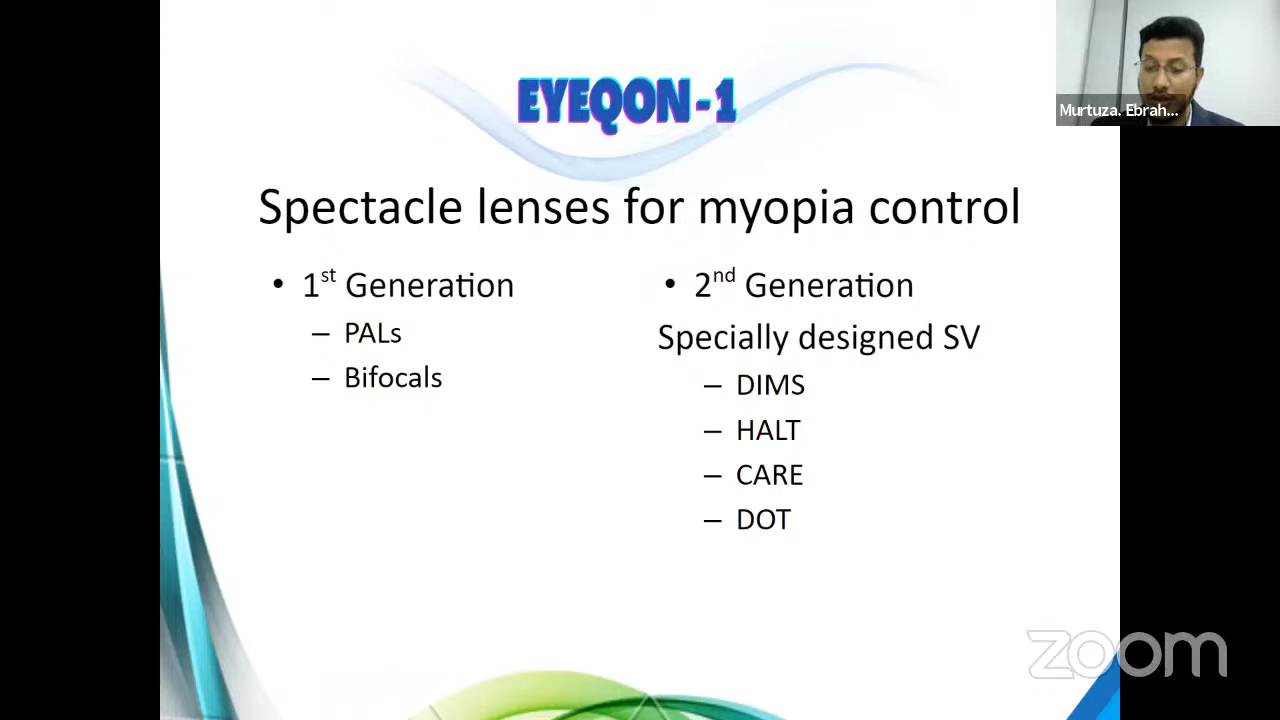 EYEQON-1
Murtuza. Ebrah...
Spectacle lenses for myopia control
• 1st Generation
– PALs
– Bifocals
• 2nd Generation
Specially designed SV
– DIMS
– HALT
– CARE
– DOT
zoom